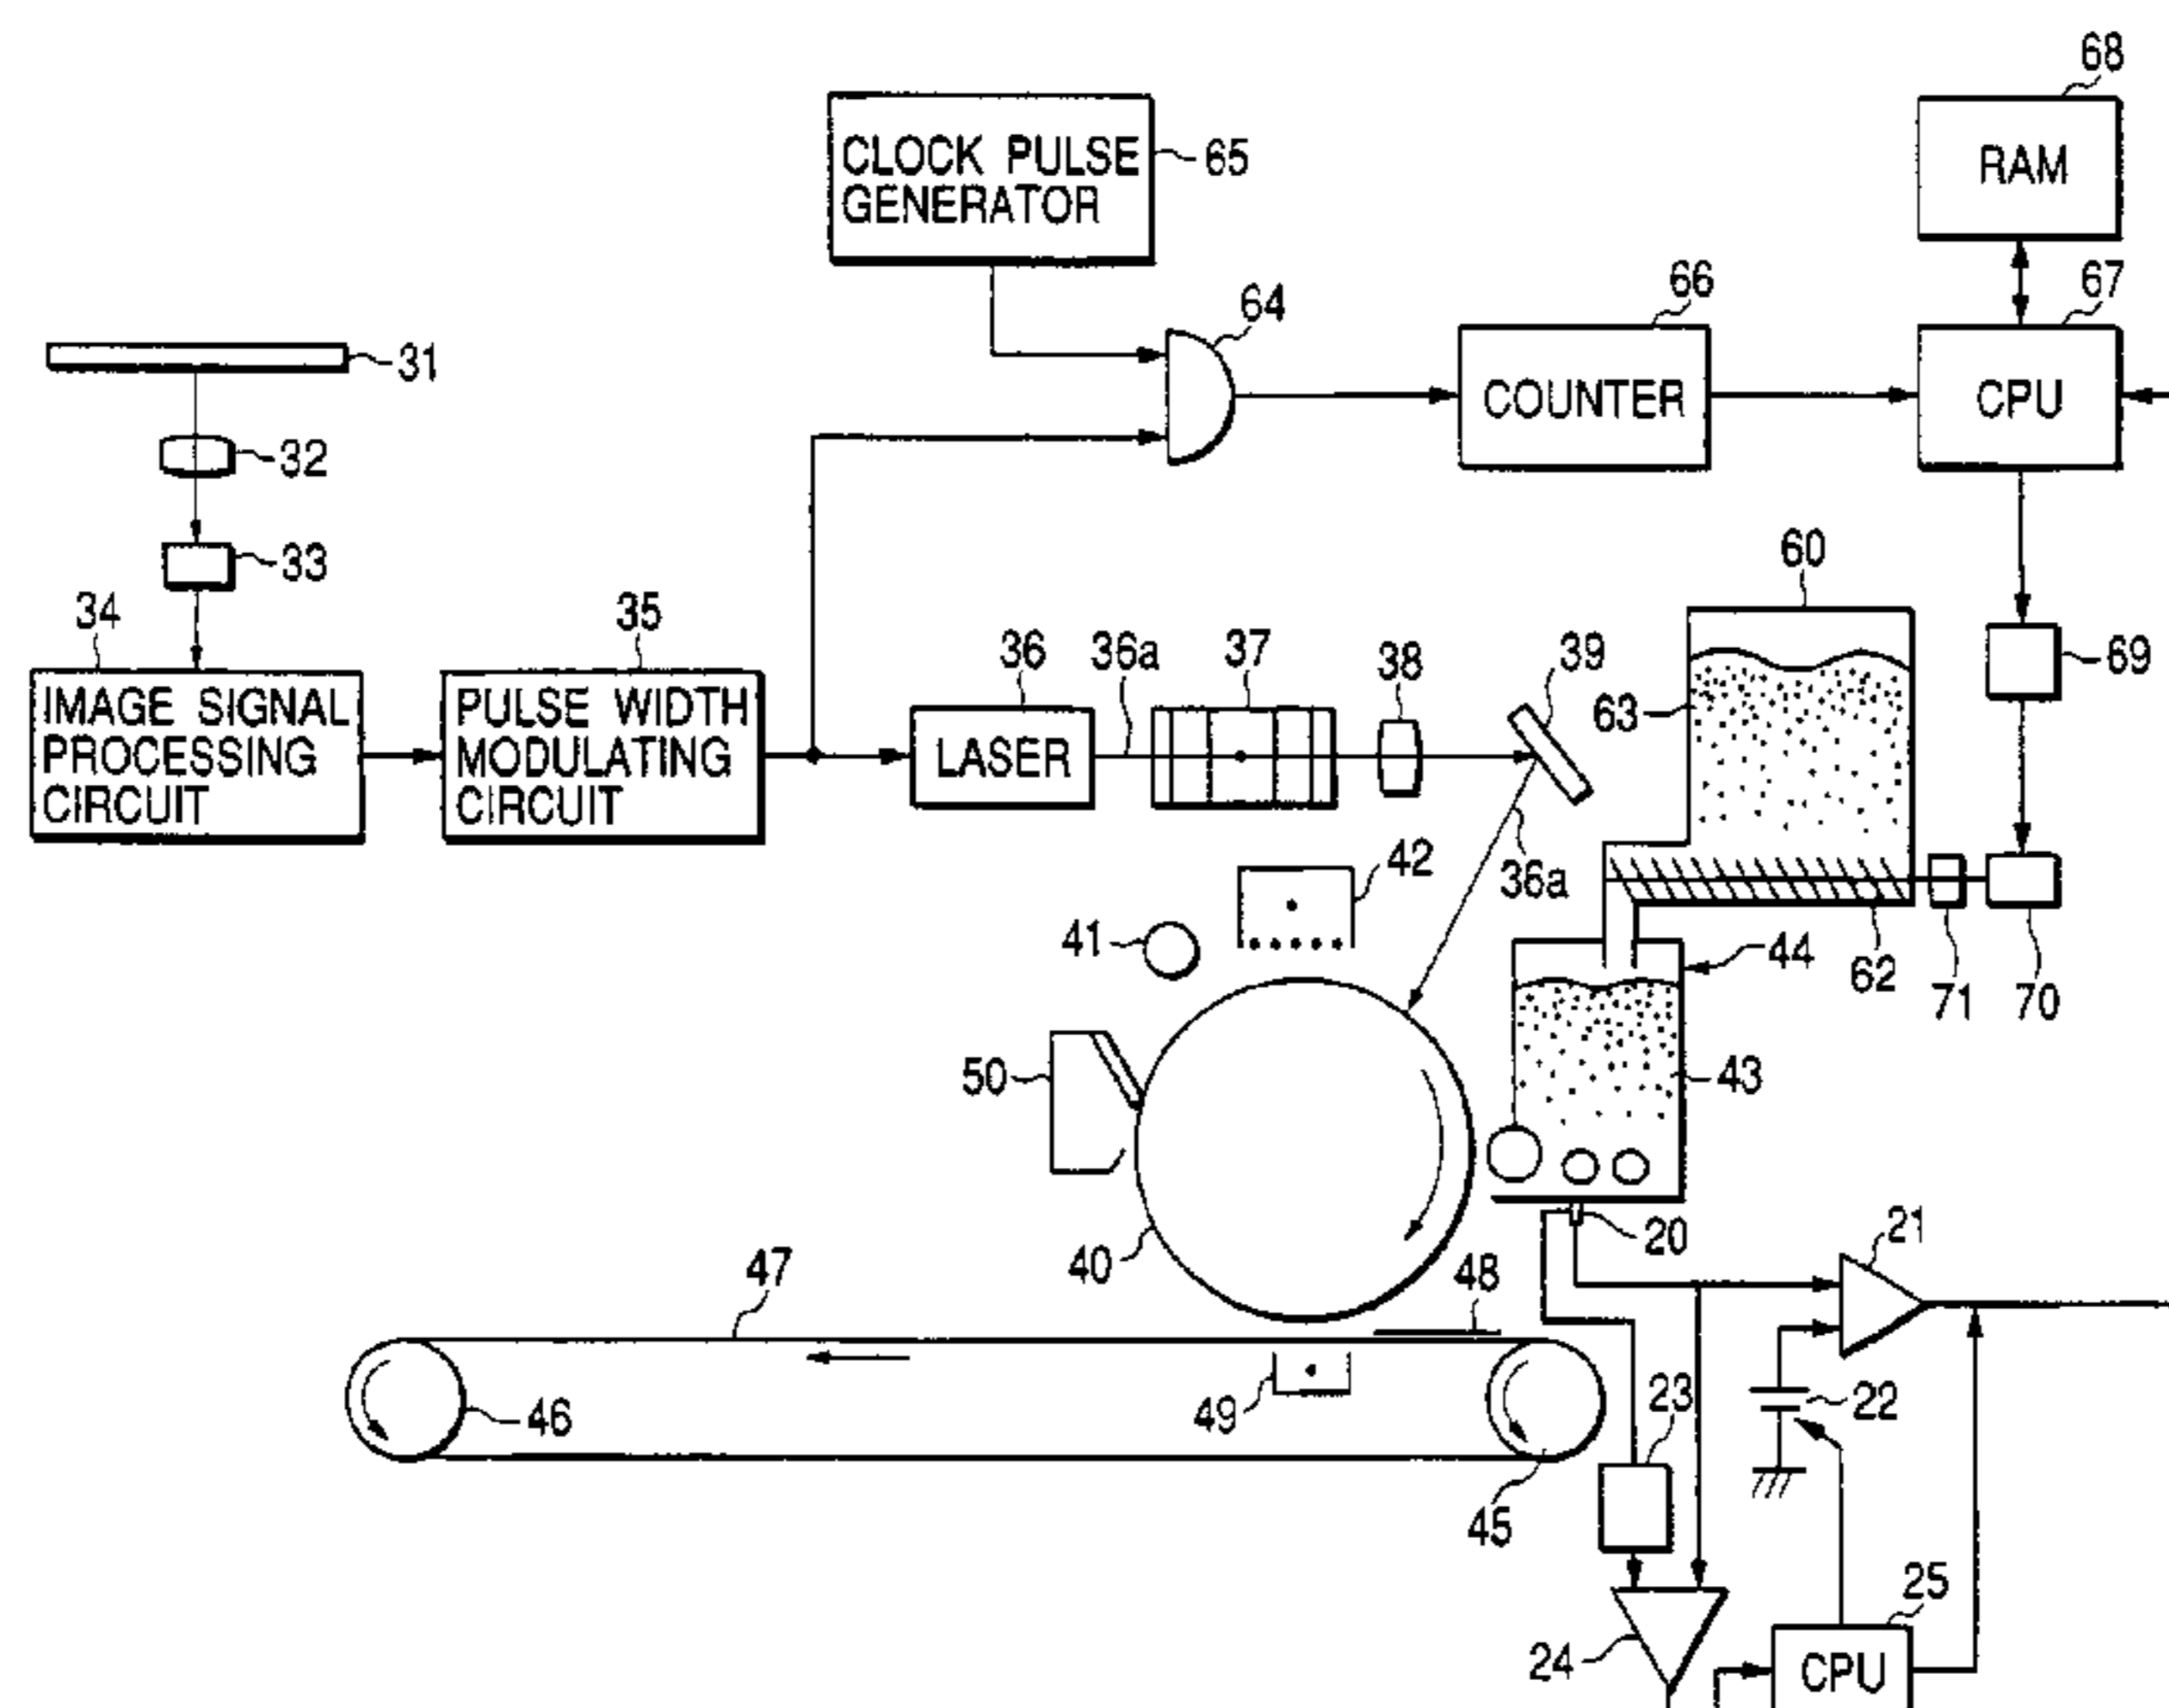 68
CLOCK PULSE
GENERATOR
65
RAM
64
66
67
31
COUNTER
CPU
32
33
60
34
35
36
36a
37
38
39
63
69
IMAGE SIGNAL
PROCESSING
CIRCUIT
PULSE WIDTH
MODULATING
CIRCUIT
LASER
42
36a
41
44
62
71
70
50
43
40
20
21
47
48
46
49
23
22
45
24
25
CPU